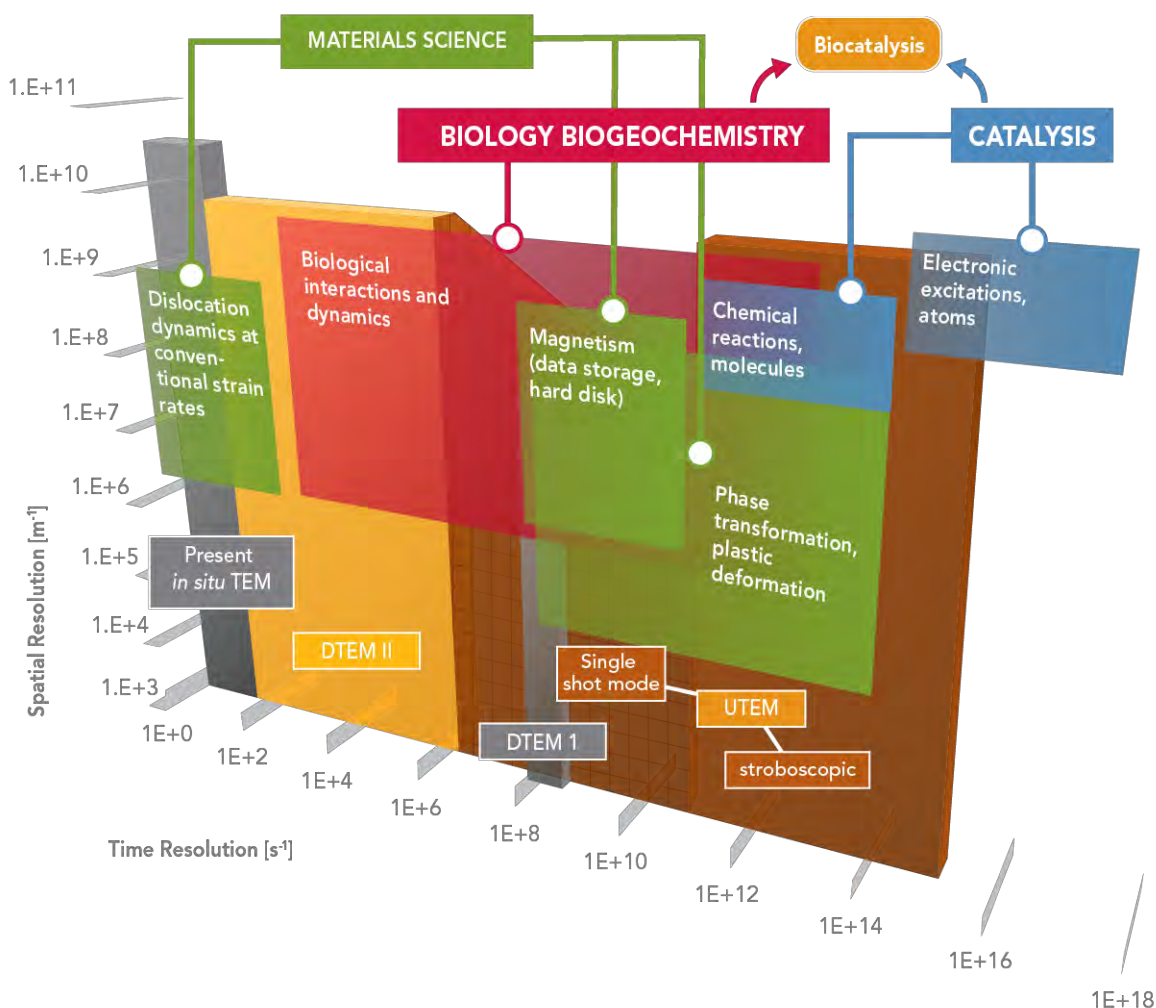 MATERIALS SCIENCE
Biocatalysis
BIOLOGY BIOGEOCHEMISTRY
CATALYSIS
1.E+11
1.E+10
1.E+9
1.E+8
1.E+7
1.E+6
1.E+5
1.E+4
1.E+3
Spatial Resolution [m-1]
Dislocation
dynamics at
conven-
tional strain
rates
Biological
interactions and
dynamics
Magnetism
(data storage,
hard disk)
Chemical
reactions,
molecules
Electronic
excitations,
atoms
Phase
transformation,
plastic
deformation
Present
in situ TEM
DTEM II
Single
shot mode
UTEM
DTEM 1
stroboscopic
1E+0
1E+2
1E+4
1E+6
1E+8
1E+10
1E+12
1E+14
1E+16
1E+18
Time Resolution [s-1]